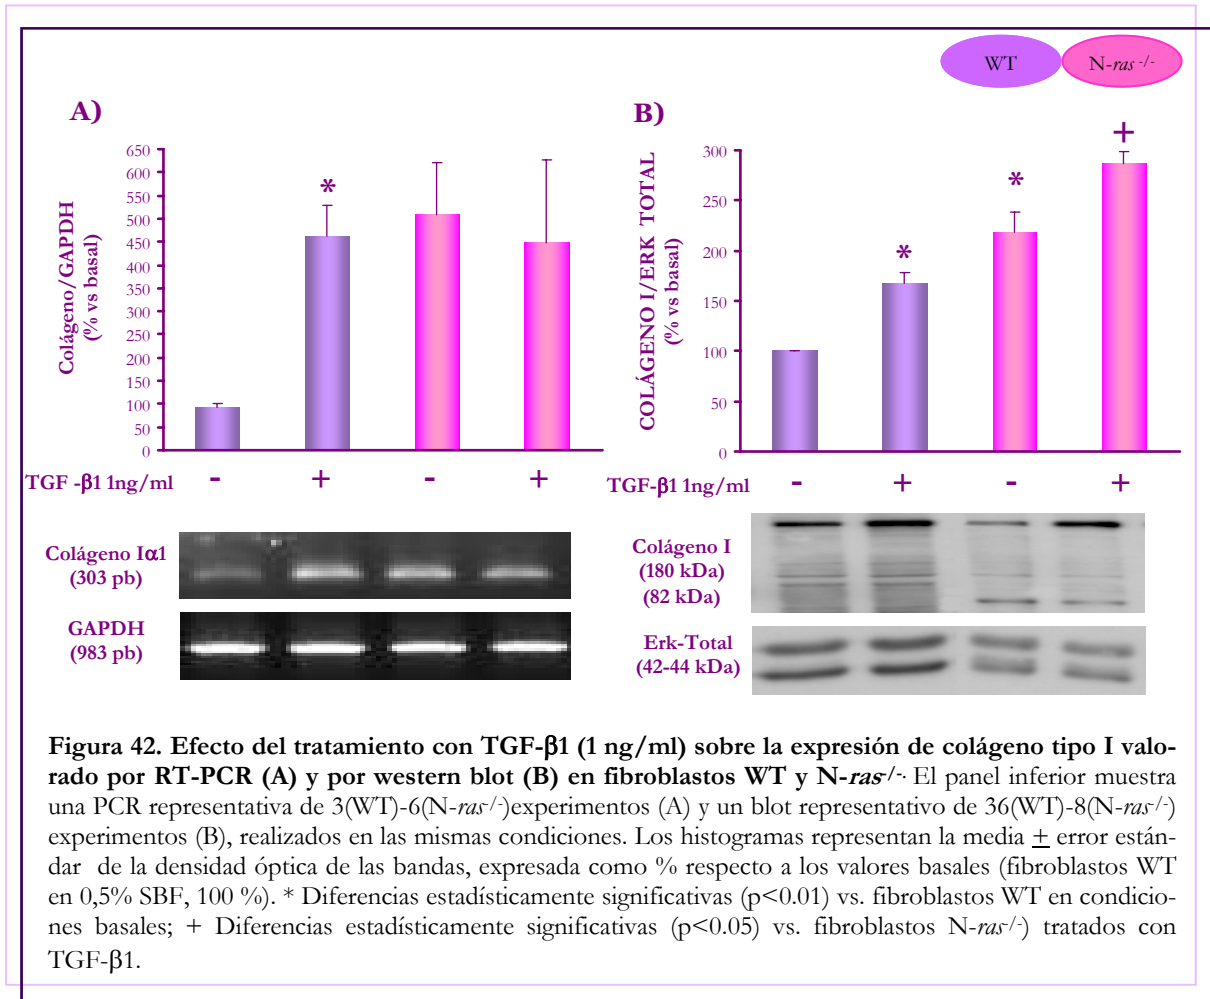 WT
N-ras -/-
A)
Colágeno/GAPDH
(% vs basal)
650
600
550
500
450
400
350
300
250
200
150
100
50
0
*
TGF -β1 1ng/ml
-
+
-
+
Colágeno Iα1
(303 pb)
GAPDH
(983 pb)
B)
COLÁGENO I/ERK TOTAL
(% vs basal)
300
250
200
150
100
50
0
*
*
+
TGF-β1 1ng/ml
-
+
-
+
Colágeno I
(180 kDa)
(82 kDa)
Erk-Total
(42-44 kDa)
Figura 42. Efecto del tratamiento con TGF-β1 (1 ng/ml) sobre la expresión de colágeno tipo I valo-
rado por RT-PCR (A) y por western blot (B) en fibroblastos WT y N-ras-/-. El panel inferior muestra
una PCR representativa de 3(WT)-6(N-ras-/-)experimentos (A) y un blot representativo de 36(WT)-8(N-ras-/-)
experimentos (B), realizados en las mismas condiciones. Los histogramas representan la media + error están-
dar de la densidad óptica de las bandas, expresada como % respecto a los valores basales (fibroblastos WT
en 0,5% SBF, 100 %). * Diferencias estadísticamente significativas (p<0.01) vs. fibroblastos WT en condicio-
nes basales; + Diferencias estadísticamente significativas (p<0.05) vs. fibroblastos N-ras-/-) tratados con
TGF-β1.